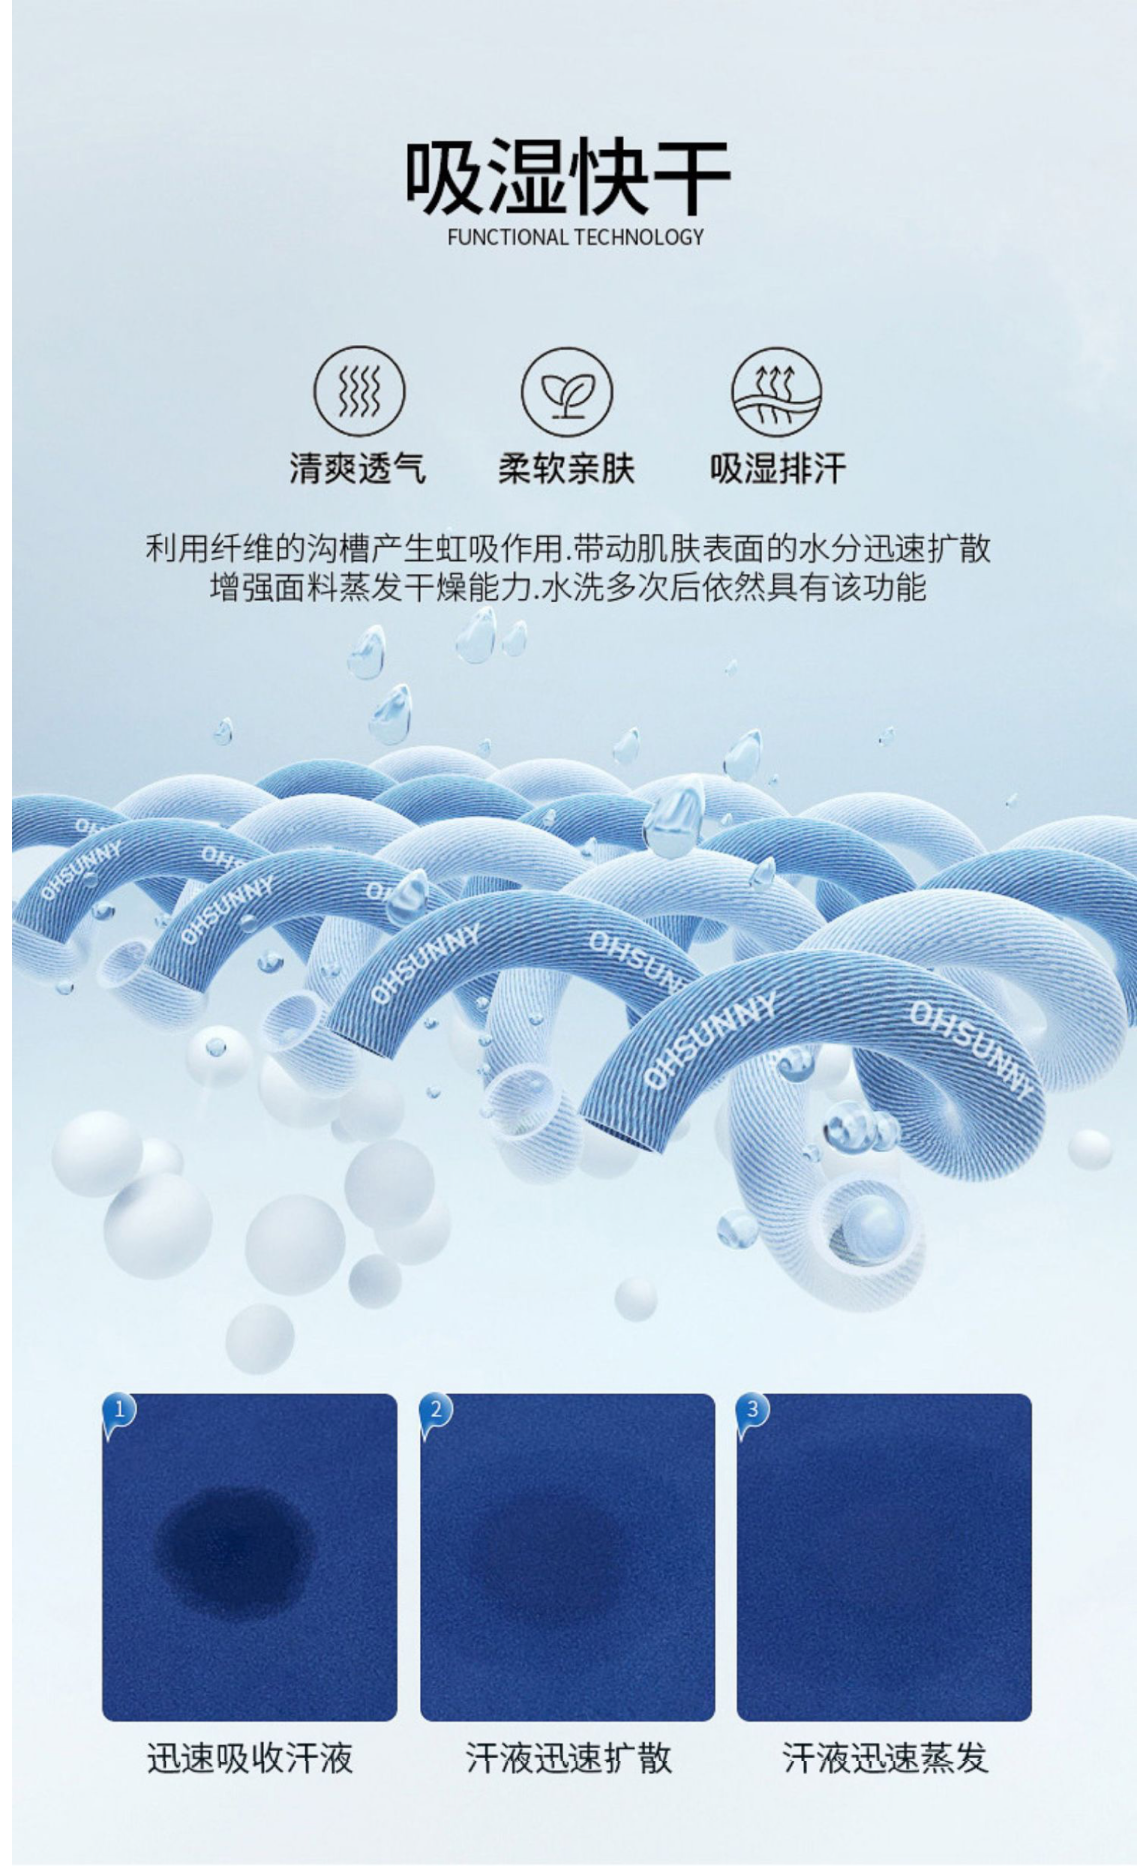 吸湿快干
FUNCTIONAL TECHNOLOGY
清爽透气 柔软亲肤 吸湿排汗
利用纤维的沟槽产生虹吸作用.带动肌肤表面的水分迅速扩散
增强面料蒸发干燥能力.水洗多次后依然具有该功能
OHSUNNY
OHSUNNY
OHSUNNY
OHSUNNY
OHSUNNY
OHSUNNY
1 2 3
迅速吸收汗液 汗液迅速扩散 汗液迅速蒸发